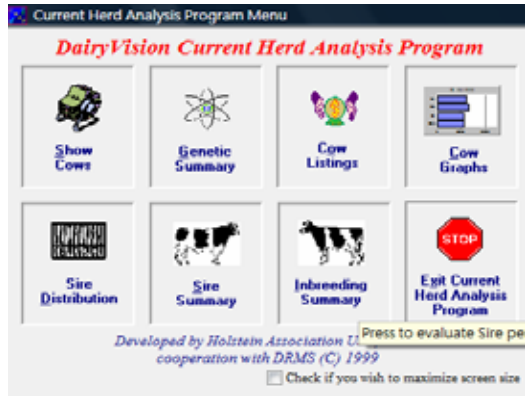 Current Herd Analysis Program Menu
DairyVision Current Herd Analysis Program
Show
Cows
Genetic
Summary
Cow
Listings
Cow
Graphs
Sire
Distribution
Sire
Summary
Inbreeding
Summary
STOP
Exit Current
Herd Analysis
Program
Press to evaluate Sire pe
Developed by Holstein Association U
cooperation with DRMS (C) 1999
Check if you wish to maximize screen size